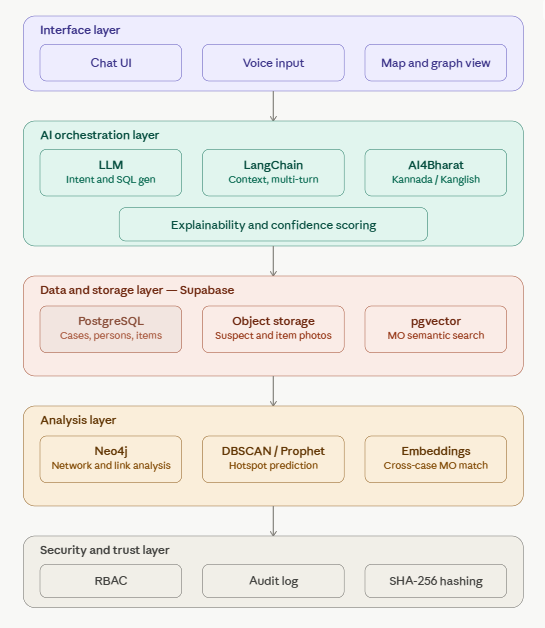 Interface layer
Chat UI
Voice input
Map and graph view
AI orchestration layer
LLM
Intent and SQL gen
LangChain
Context, multi-turn
AI4Bharat
Kannada / Kanglish
Explainability and confidence scoring
Data and storage layer — Supabase
PostgreSQL
Cases, persons, items
Object storage
Suspect and item photos
pgvector
MO semantic search
Analysis layer
Neo4j
Network and link analysis
DBSCAN / Prophet
Hotspot prediction
Embeddings
Cross-case MO match
Security and trust layer
RBAC
Audit log
SHA-256 hashing